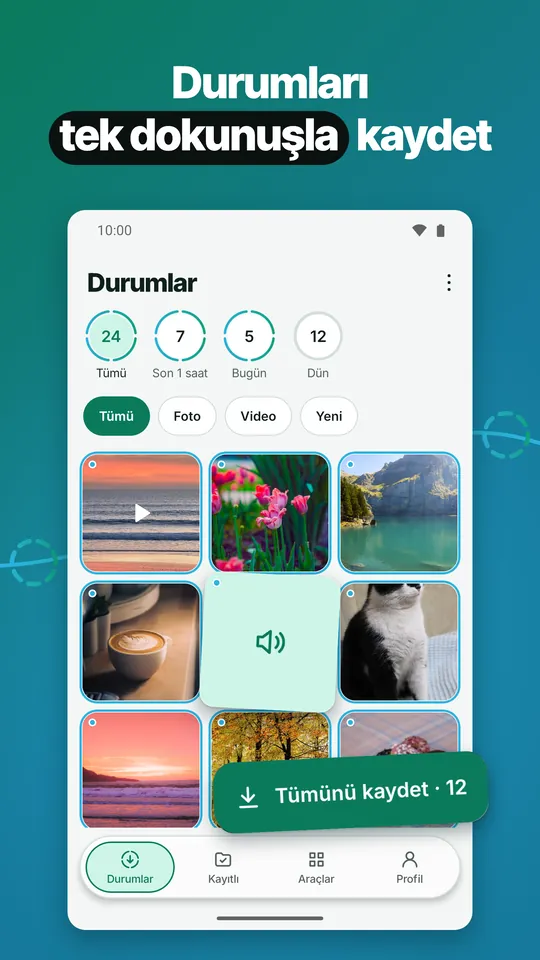 Durumları
tek dokunuşla kaydet
10:00
Durumlar
24 7 5 12
Tümü Son 1 saat Bugün Dün
Tümü Foto Video Yeni
Tümünü kaydet · 12
Durumlar Kayıtlı Araçlar Profil